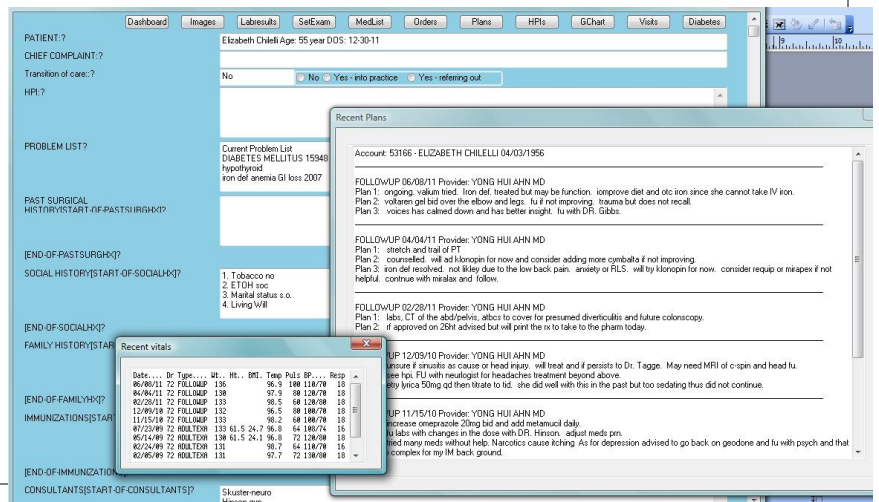 Dashboard Images Labresults SetExam MedList Orders Plans HPIs GChart Visits Diabetes
PATIENT:?
Elizabeth Chilelli Age: 55 year DOS: 12-30-11
CHIEF COMPLAINT:?
Transition of care::?
No
No Yes - into practice Yes - referring out
HPI:?
PROBLEM LIST?
Current Problem List
DIABETES MELLITUS 15948
hypothyroid
iron def anemia GI loss 2007
PAST SURGICAL
HISTORY[START-OF-PASTSURGHX]?
[END-OF-PASTSURGHX]?
SOCIAL HISTORY[START-OF-SOCIALHX]?
1. Tobacco no
2. ETOH soc
3. Marital status s.o.
4. Living Will
[END-OF-SOCIALHX]?
FAMILY HISTORY[STAR
[END-OF-FAMILYHX]?
IMMUNIZATIONS[START
[END-OF-IMMUNIZATION
CONSULTANTS[START-OF-CONSULTANTS]?
Skuster-neuro
Recent Plans
Account: 53166 - ELIZABETH CHILELLI 04/03/1956
FOLLOWUP 06/08/11 Provider: YONG HUI AHN MD
Plan 1: ongoing, valium tried. Iron def. treated but may be function. iomprove diet and otc iron since she cannot take IV iron.
Plan 2: voltaren gel bid over the elbow and legs. fu if not improving. trauma but does not recall.
Plan 3: voices has calmed down and has better insight. fu with DR. Gibbs.
FOLLOWUP 04/04/11 Provider: YONG HUI AHN MD
Plan 1: stretch and trail of PT
Plan 2: counselled. will ad klonopin for now and consider adding more cymbalta if not improving.
Plan 3: iron def resolved. not likley due to the low back pain. anxiety or RLS. will try klonopin for now. consider requip or mirapex if not
helpful. contnue with miralax and follow.
FOLLOWUP 02/28/11 Provider: YONG HUI AHN MD
Plan 1: labs, CT of the abd/pelvis, atbcs to cover for presumed diverticulitis and future colonscopy.
Plan 2: if approved on 26ht advised but will print the rx to take to the pharm today.
UP 12/09/10 Provider: YONG HUI AHN MD
unsure if sinusitis as cause or head injury. will treat and if persists to Dr. Tagge. May need MRI of c-spin and head fu.
see hpi. FU with neulogist for headaches treatment beyond above.
etry lyrica 50mg qd then titrate to tid. she did well with this in the past but too sedating thus did not continue.
UP 11/15/10 Provider: YONG HUI AHN MD
increase omeprazole 20mg bid and add metamucil daily.
fu labs with changes in the dose with DR. Hinson. adjust meds prn.
tried many meds without help. Narcotics cause itching As for depression advised to go back on geodone and fu with psych and that
complex for my IM back ground.
Recent vitals
Date.... Dr Type.... Wt.. Ht.. BMI. Temp Puls BP.... Resp
06/08/11 72 FOLLOWUP 136 96.9 100 110/70 18
04/04/11 72 FOLLOWUP 130 97.9 80 120/70 18
02/28/11 72 FOLLOWUP 133 98.5 60 120/80 18
12/09/10 72 FOLLOWUP 132 96.5 80 100/70 18
11/15/10 72 FOLLOWUP 133 98.2 60 100/70 18
07/23/09 72 ADULTEXA 133 61.5 24.7 96.8 64 108/74 16
05/14/09 72 ADULTEXA 130 61.5 24.1 96.8 72 120/80 18
02/24/09 72 ADULTEXA 131 98.7 64 110/70 16
02/05/09 72 ADULTEXA 131 97.7 72 130/80 18
9 10